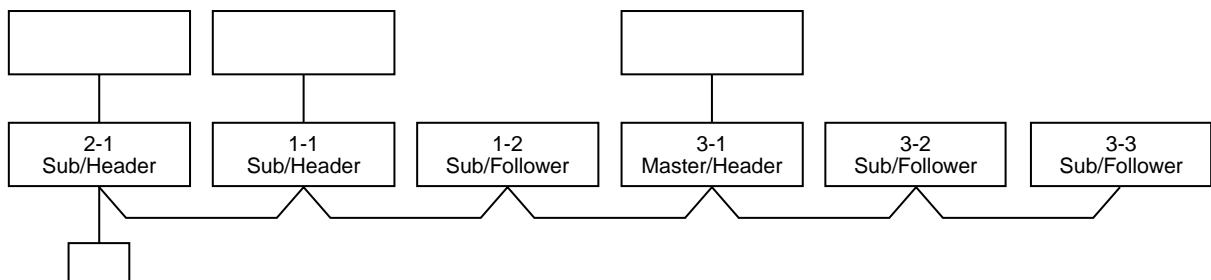 2-1
Sub/Header
1-1
Sub/Header
1-2
Sub/Follower
3-1
Master/Header
3-2
Sub/Follower
3-3
Sub/Follower